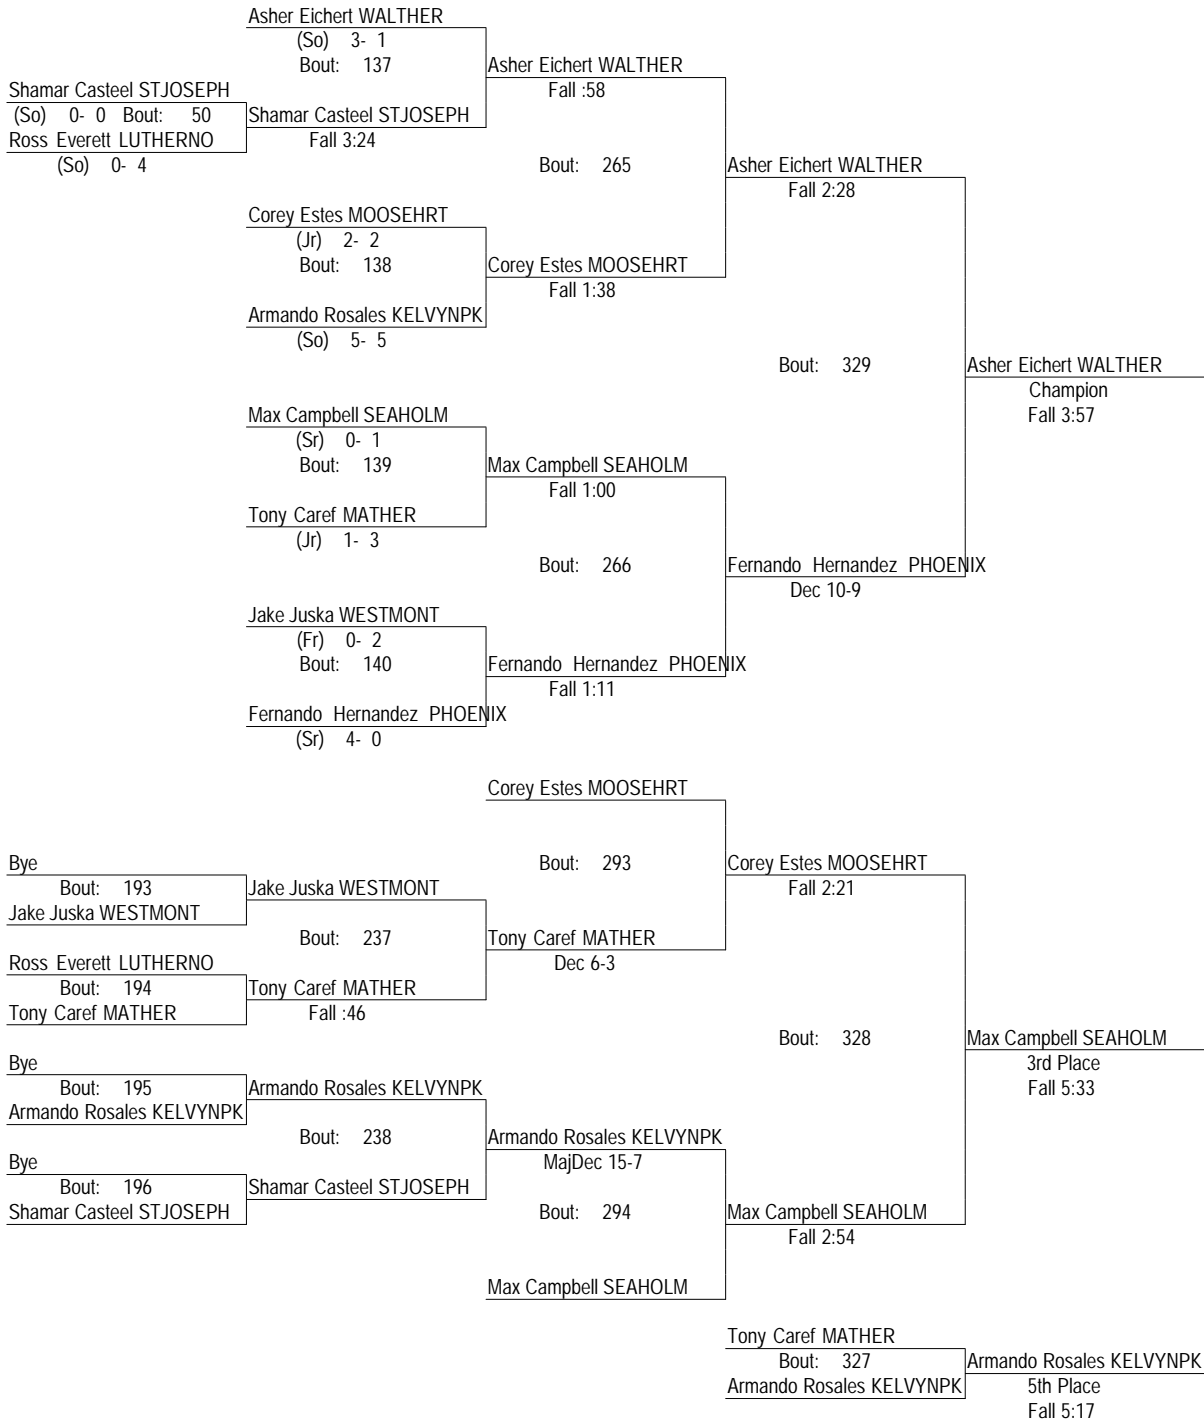 Asher Eichert WALTHER
(So) 3- 1
Bout: 137
Asher Eichert WALTHER
Fall :58
Shamar Casteel STJOSEPH
(So) 0- 0 Bout: 50
Shamar Casteel STJOSEPH
Ross Everett LUTHERNO
Fall 3:24
(So) 0- 4
Bout: 265
Asher Eichert WALTHER
Fall 2:28
Corey Estes MOOSEHRT
(Jr) 2- 2
Bout: 138
Corey Estes MOOSEHRT
Fall 1:38
Armando Rosales KELVYNPK
(So) 5- 5
Bout: 329
Asher Eichert WALTHER
Champion
Fall 3:57
Max Campbell SEAHOLM
(Sr) 0- 1
Bout: 139
Max Campbell SEAHOLM
Fall 1:00
Tony Caref MATHER
(Jr) 1- 3
Bout: 266
Fernando Hernandez PHOENIX
Dec 10-9
Jake Juska WESTMONT
(Fr) 0- 2
Bout: 140
Fernando Hernandez PHOENIX
Fall 1:11
Fernando Hernandez PHOENIX
(Sr) 4- 0
Corey Estes MOOSEHRT
Bye
Bout: 293
Corey Estes MOOSEHRT
Bout: 193
Jake Juska WESTMONT
Fall 2:21
Jake Juska WESTMONT
Bout: 237
Tony Caref MATHER
Dec 6-3
Ross Everett LUTHERNO
Bout: 194
Tony Caref MATHER
Tony Caref MATHER
Fall :46
Bout: 328
Max Campbell SEAHOLM
3rd Place
Fall 5:33
Bye
Bout: 195
Armando Rosales KELVYNPK
Armando Rosales KELVYNPK
Bout: 238
Armando Rosales KELVYNPK
MajDec 15-7
Bye
Bout: 196
Shamar Casteel STJOSEPH
Shamar Casteel STJOSEPH
Bout: 294
Max Campbell SEAHOLM
Fall 2:54
Max Campbell SEAHOLM
Tony Caref MATHER
Bout: 327
Armando Rosales KELVYNPK
Armando Rosales KELVYNPK
5th Place
Fall 5:17